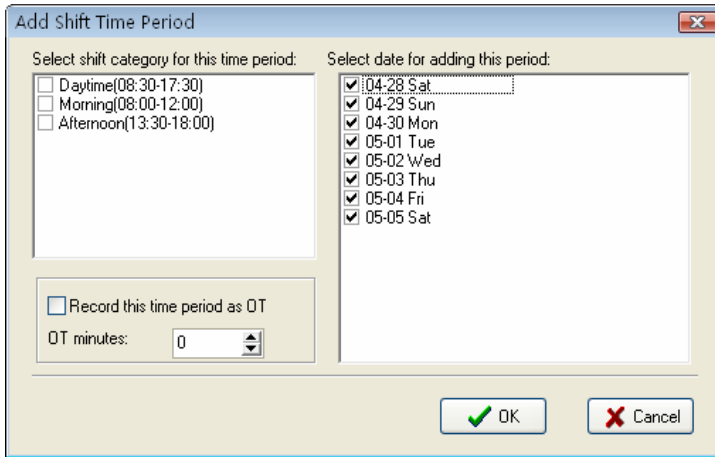 Add Shift Time Period
Select shift category for this time period:
Daytime(08:30-17:30)
Morning(08:00-12:00)
Afternoon(13:30-18:00)
Select date for adding this period:
04-28 Sat
04-29 Sun
04-30 Mon
05-01 Tue
05-02 Wed
05-03 Thu
05-04 Fri
05-05 Sat
Record this time period as OT
OT minutes: 0
OK Cancel